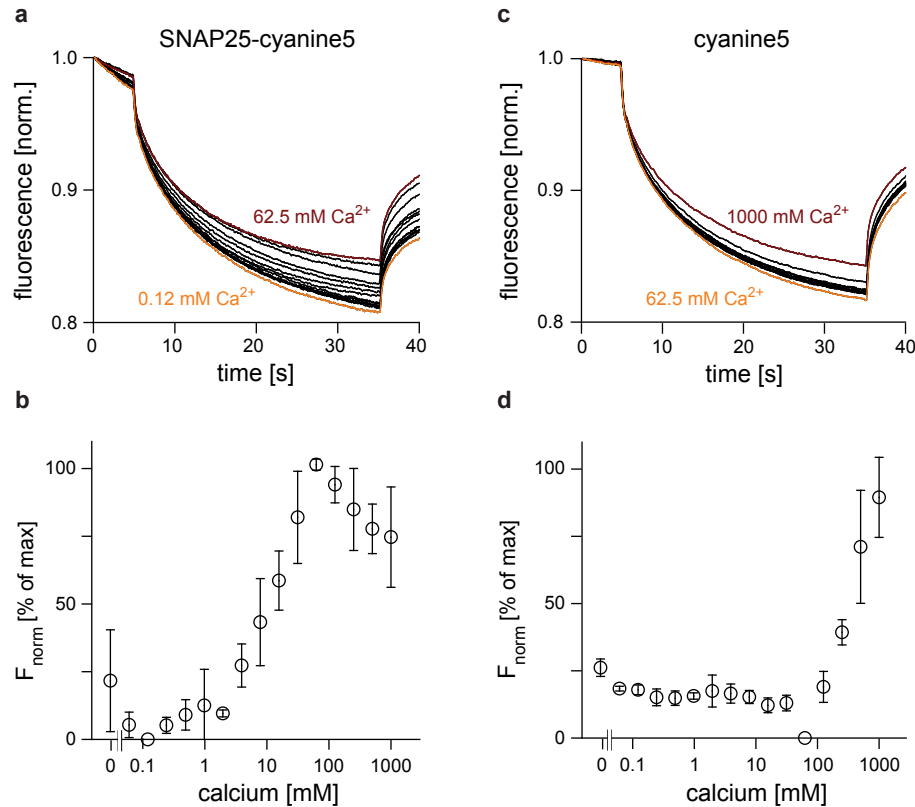 a
SNAP25-cyanine5
fluorescence [norm.]
1.0
0.9
0.8
62.5 mM Ca²⁺
0.12 mM Ca²⁺
0 10 20 30 40
time [s]
c
cyanine5
fluorescence [norm.]
1.0
0.9
0.8
1000 mM Ca²⁺
62.5 mM Ca²⁺
0 10 20 30 40
time [s]
b
Fnorm [% of max]
100
50
0
0 0.1 1 10 100 1000
calcium [mM]
d
Fnorm [% of max]
100
50
0
0 0.1 1 10 100 1000
calcium [mM]